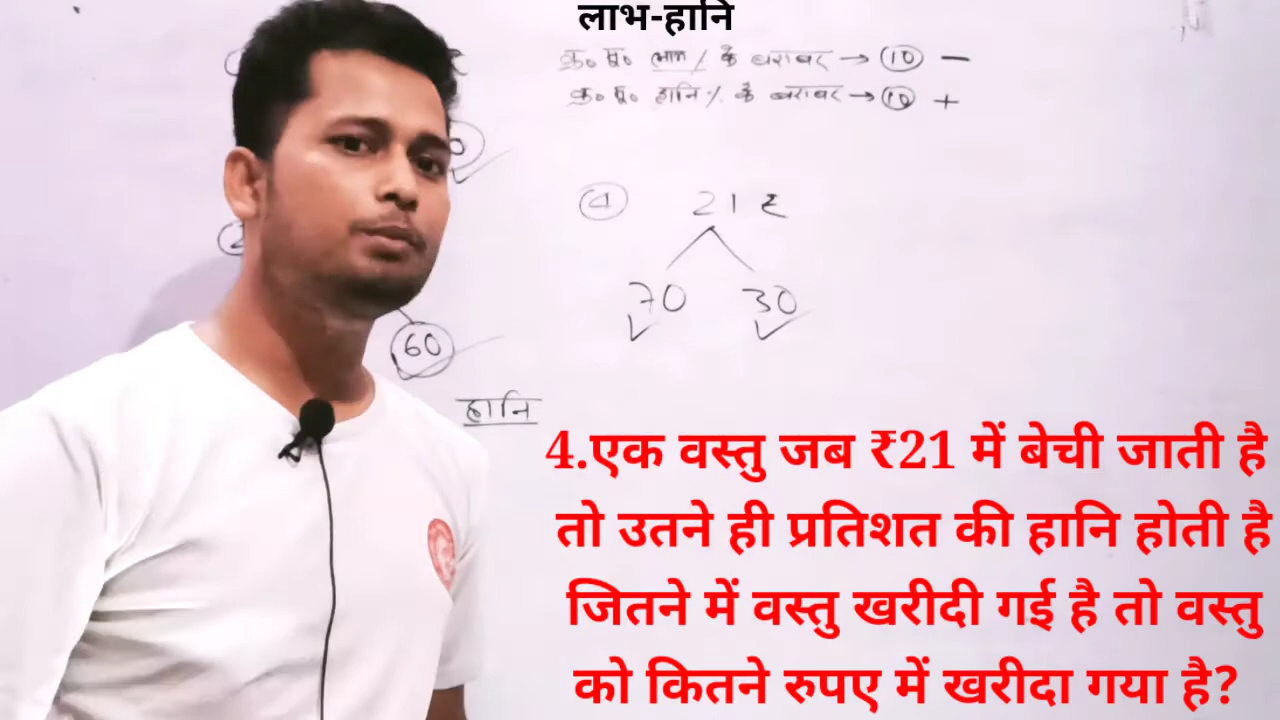 लाभ-हानि
क्र० मू० लाभ % के बराबर → 10 −
क्र० मू० हानि % के बराबर → 10 +
4 21 ₹
70 30
60
हानि
4.एक वस्तु जब ₹21 में बेची जाती है
तो उतने ही प्रतिशत की हानि होती है
जितने में वस्तु खरीदी गई है तो वस्तु
को कितने रुपए में खरीदा गया है?